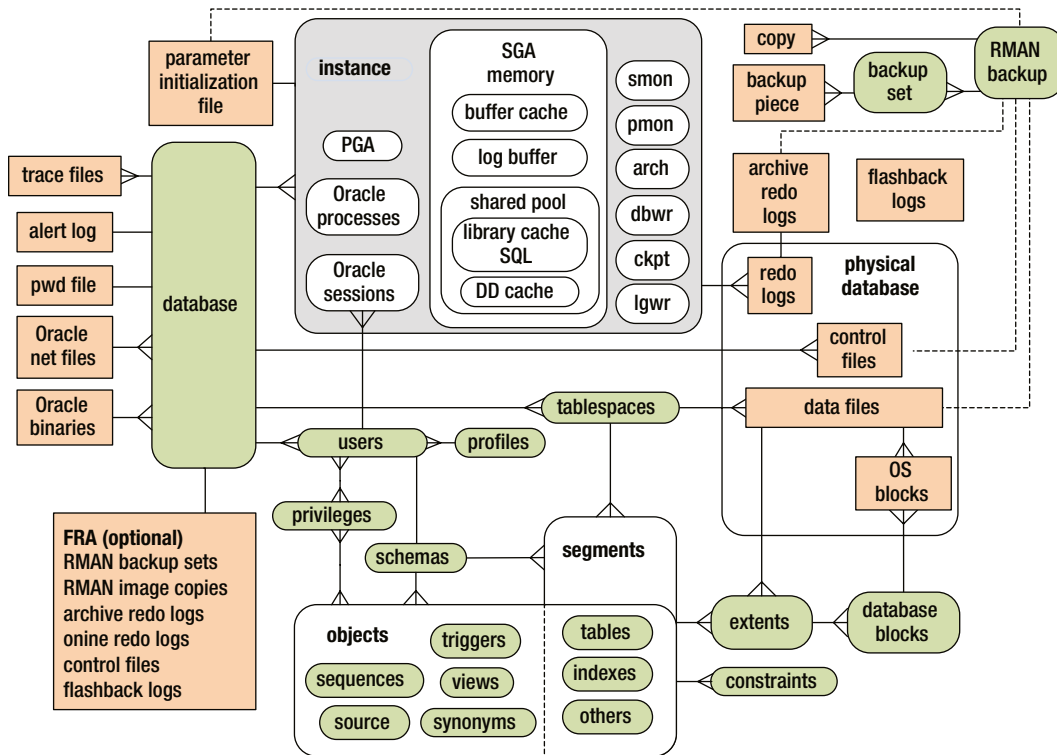 parameter
initialization
file
instance
SGA
memory
buffer cache
log buffer
shared pool
library cache
SQL
DD cache
PGA
Oracle
processes
Oracle
sessions
smon
pmon
arch
dbwr
ckpt
lgwr
copy
backup
piece
backup
set
RMAN
backup
archive
redo
logs
flashback
logs
redo
logs
physical
database
control
files
data files
OS
blocks
trace files
alert log
pwd file
Oracle
net files
Oracle
binaries
database
tablespaces
users
profiles
privileges
schemas
segments
FRA (optional)
RMAN backup sets
RMAN image copies
archive redo logs
onine redo logs
control files
flashback logs
objects
triggers
sequences
views
source
synonyms
tables
indexes
others
extents
database
blocks
constraints